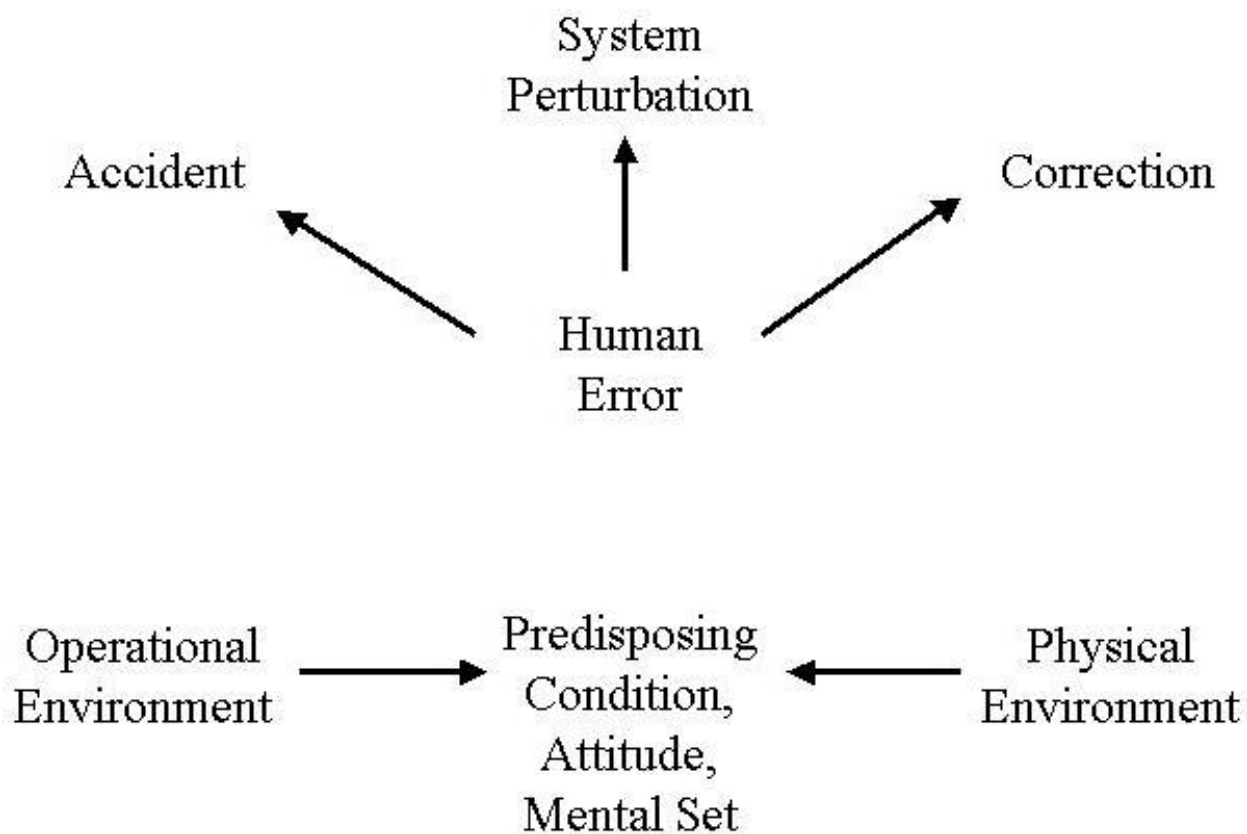 System
Perturbation
Accident
Correction
Human
Error
Operational
Environment
Predisposing
Condition,
Attitude,
Mental Set
Physical
Environment